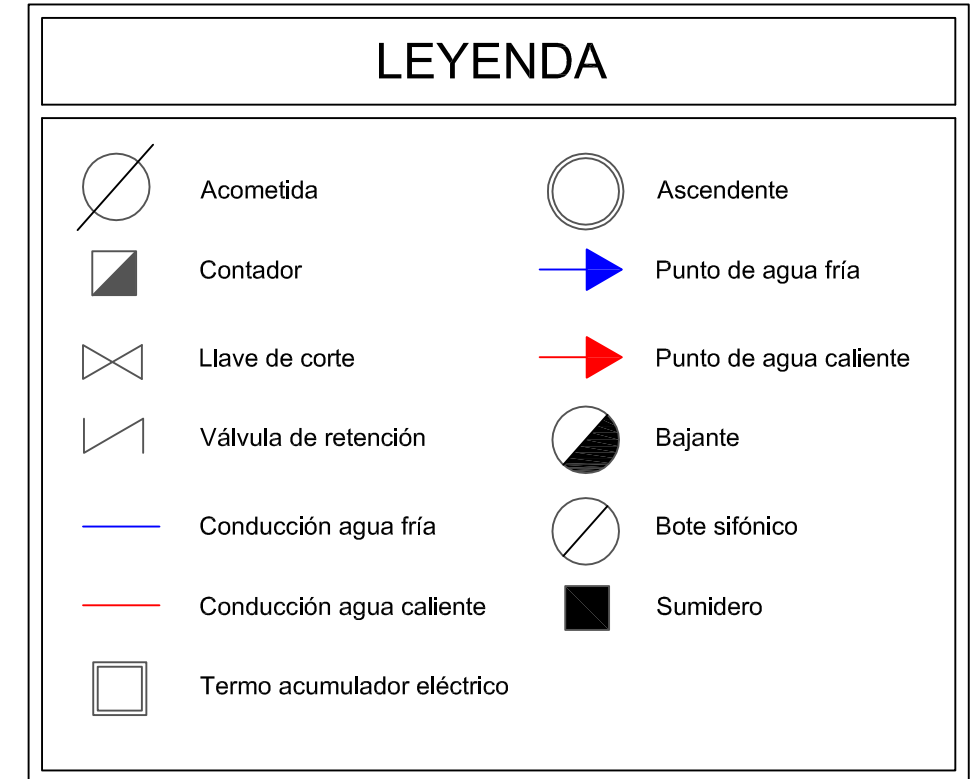 LEYENDA
Acometida
Contador
Llave de corte
Válvula de retención
Conducción agua fría
Conducción agua caliente
Termo acumulador eléctrico
Ascendente
Punto de agua fría
Punto de agua caliente
Bajante
Bote sifónico
Sumidero